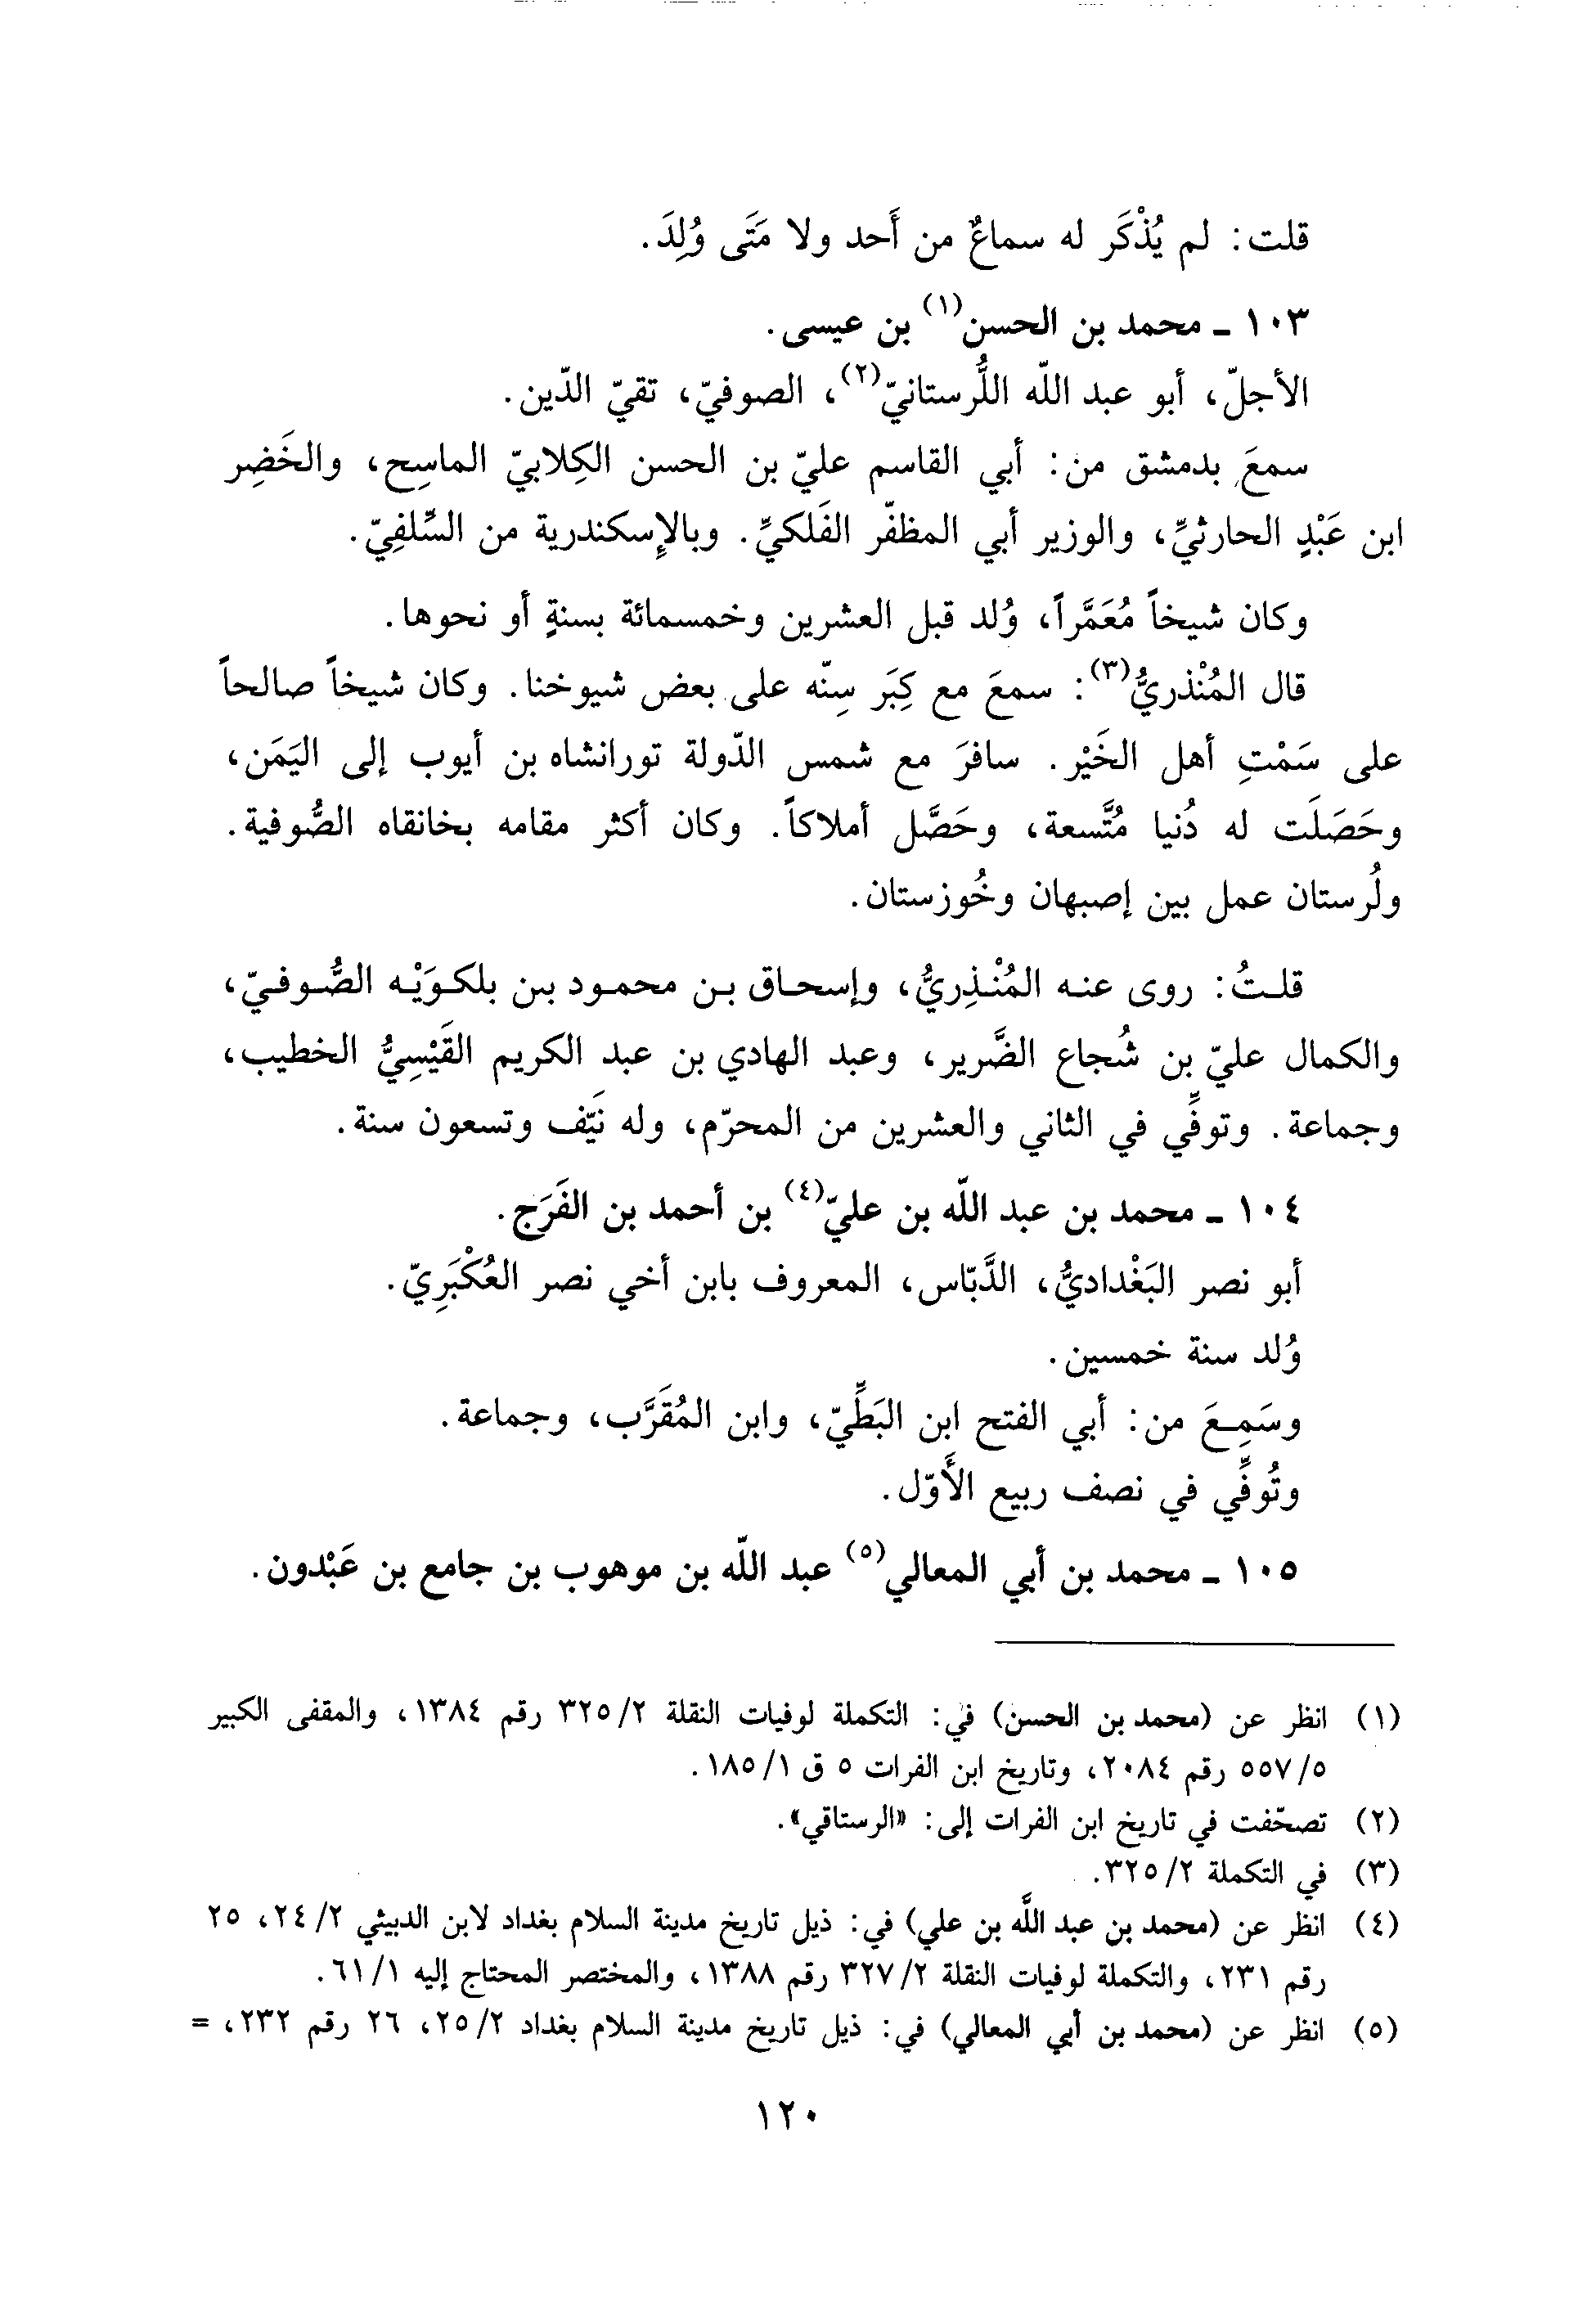 قلت: لم يُذْكَر له سماعٌ من أَحد ولا مَتَى وُلِدَ.
١٠٣ ـ محمد بن الحسن(١) بن عيسى.
الأجلّ، أبو عبد اللّه اللُّرستانيّ(٢)، الصوفيّ، تقيّ الدّين.
سمعَ بدمشق من: أبي القاسم عليّ بن الحسن الكِلابيّ الماسِح، والخَضِر
ابن عَبْدٍ الحارثيِّ، والوزير أبي المظفّر الفَلكيِّ. وبالإسكندرية من السِّلفِيّ.
وكان شيخاً مُعَمَّراً، وُلد قبل العشرين وخمسمائة بسنةٍ أو نحوها.
قال المُنْذريُّ(٣): سمعَ مع كِبَر سِنّه على بعض شيوخنا. وكان شيخاً صالحاً
على سَمْتِ أهل الخَيْر. سافرَ مع شمس الدّولة تورانشاه بن أيوب إلى اليَمَن،
وحَصَلَت له دُنيا مُتَّسعة، وحَصَّل أملاكاً. وكان أكثر مقامه بخانقاه الصُّوفية.
ولُرستان عمل بين إصبهان وخُوزستان.
قلتُ: روى عنه المُنْذِريُّ، وإسحاق بن محمود بن بلكوَيْه الصُّوفيّ،
والكمال عليّ بن شُجاع الضَّرير، وعبد الهادي بن عبد الكريم القَيْسِيُّ الخطيب،
وجماعة. وتوفِّي في الثاني والعشرين من المحرّم، وله نَيّف وتسعون سنة.
١٠٤ ـ محمد بن عبد اللّه بن عليّ(٤) بن أحمد بن الفَرَج.
أبو نصر البَغْداديُّ، الدَّبّاس، المعروف بابن أخي نصر العُكْبَرِيّ.
وُلد سنة خمسين.
وسَمِعَ من: أبي الفتح ابن البَطِّيّ، وابن المُقَرَّب، وجماعة.
وتُوفِّي في نصف ربيع الأَوّل.
١٠٥ ـ محمد بن أبي المعالي(٥) عبد اللّه بن موهوب بن جامع بن عَبْدون.
(١) انظر عن (محمد بن الحسن) في: التكملة لوفيات النقلة ٣٢٥/٢ رقم ١٣٨٤، والمقفى الكبير
٥٥٧/٥ رقم ٢٠٨٤، وتاريخ ابن الفرات ٥ ق ١٨٥/١.
(٢) تصحّفت في تاريخ ابن الفرات إلى: «الرستاقي».
(٣) في التكملة ٣٢٥/٢.
(٤) انظر عن (محمد بن عبد اللَّه بن علي) في: ذيل تاريخ مدينة السلام بغداد لابن الدبيثي ٢٤/٢، ٢٥
رقم ٢٣١، والتكملة لوفيات النقلة ٣٢٧/٢ رقم ١٣٨٨، والمختصر المحتاج إليه ٦١/١.
(٥) انظر عن (محمد بن أبي المعالي) في: ذيل تاريخ مدينة السلام بغداد ٢٥/٢، ٢٦ رقم ٢٣٢، =
١٢٠